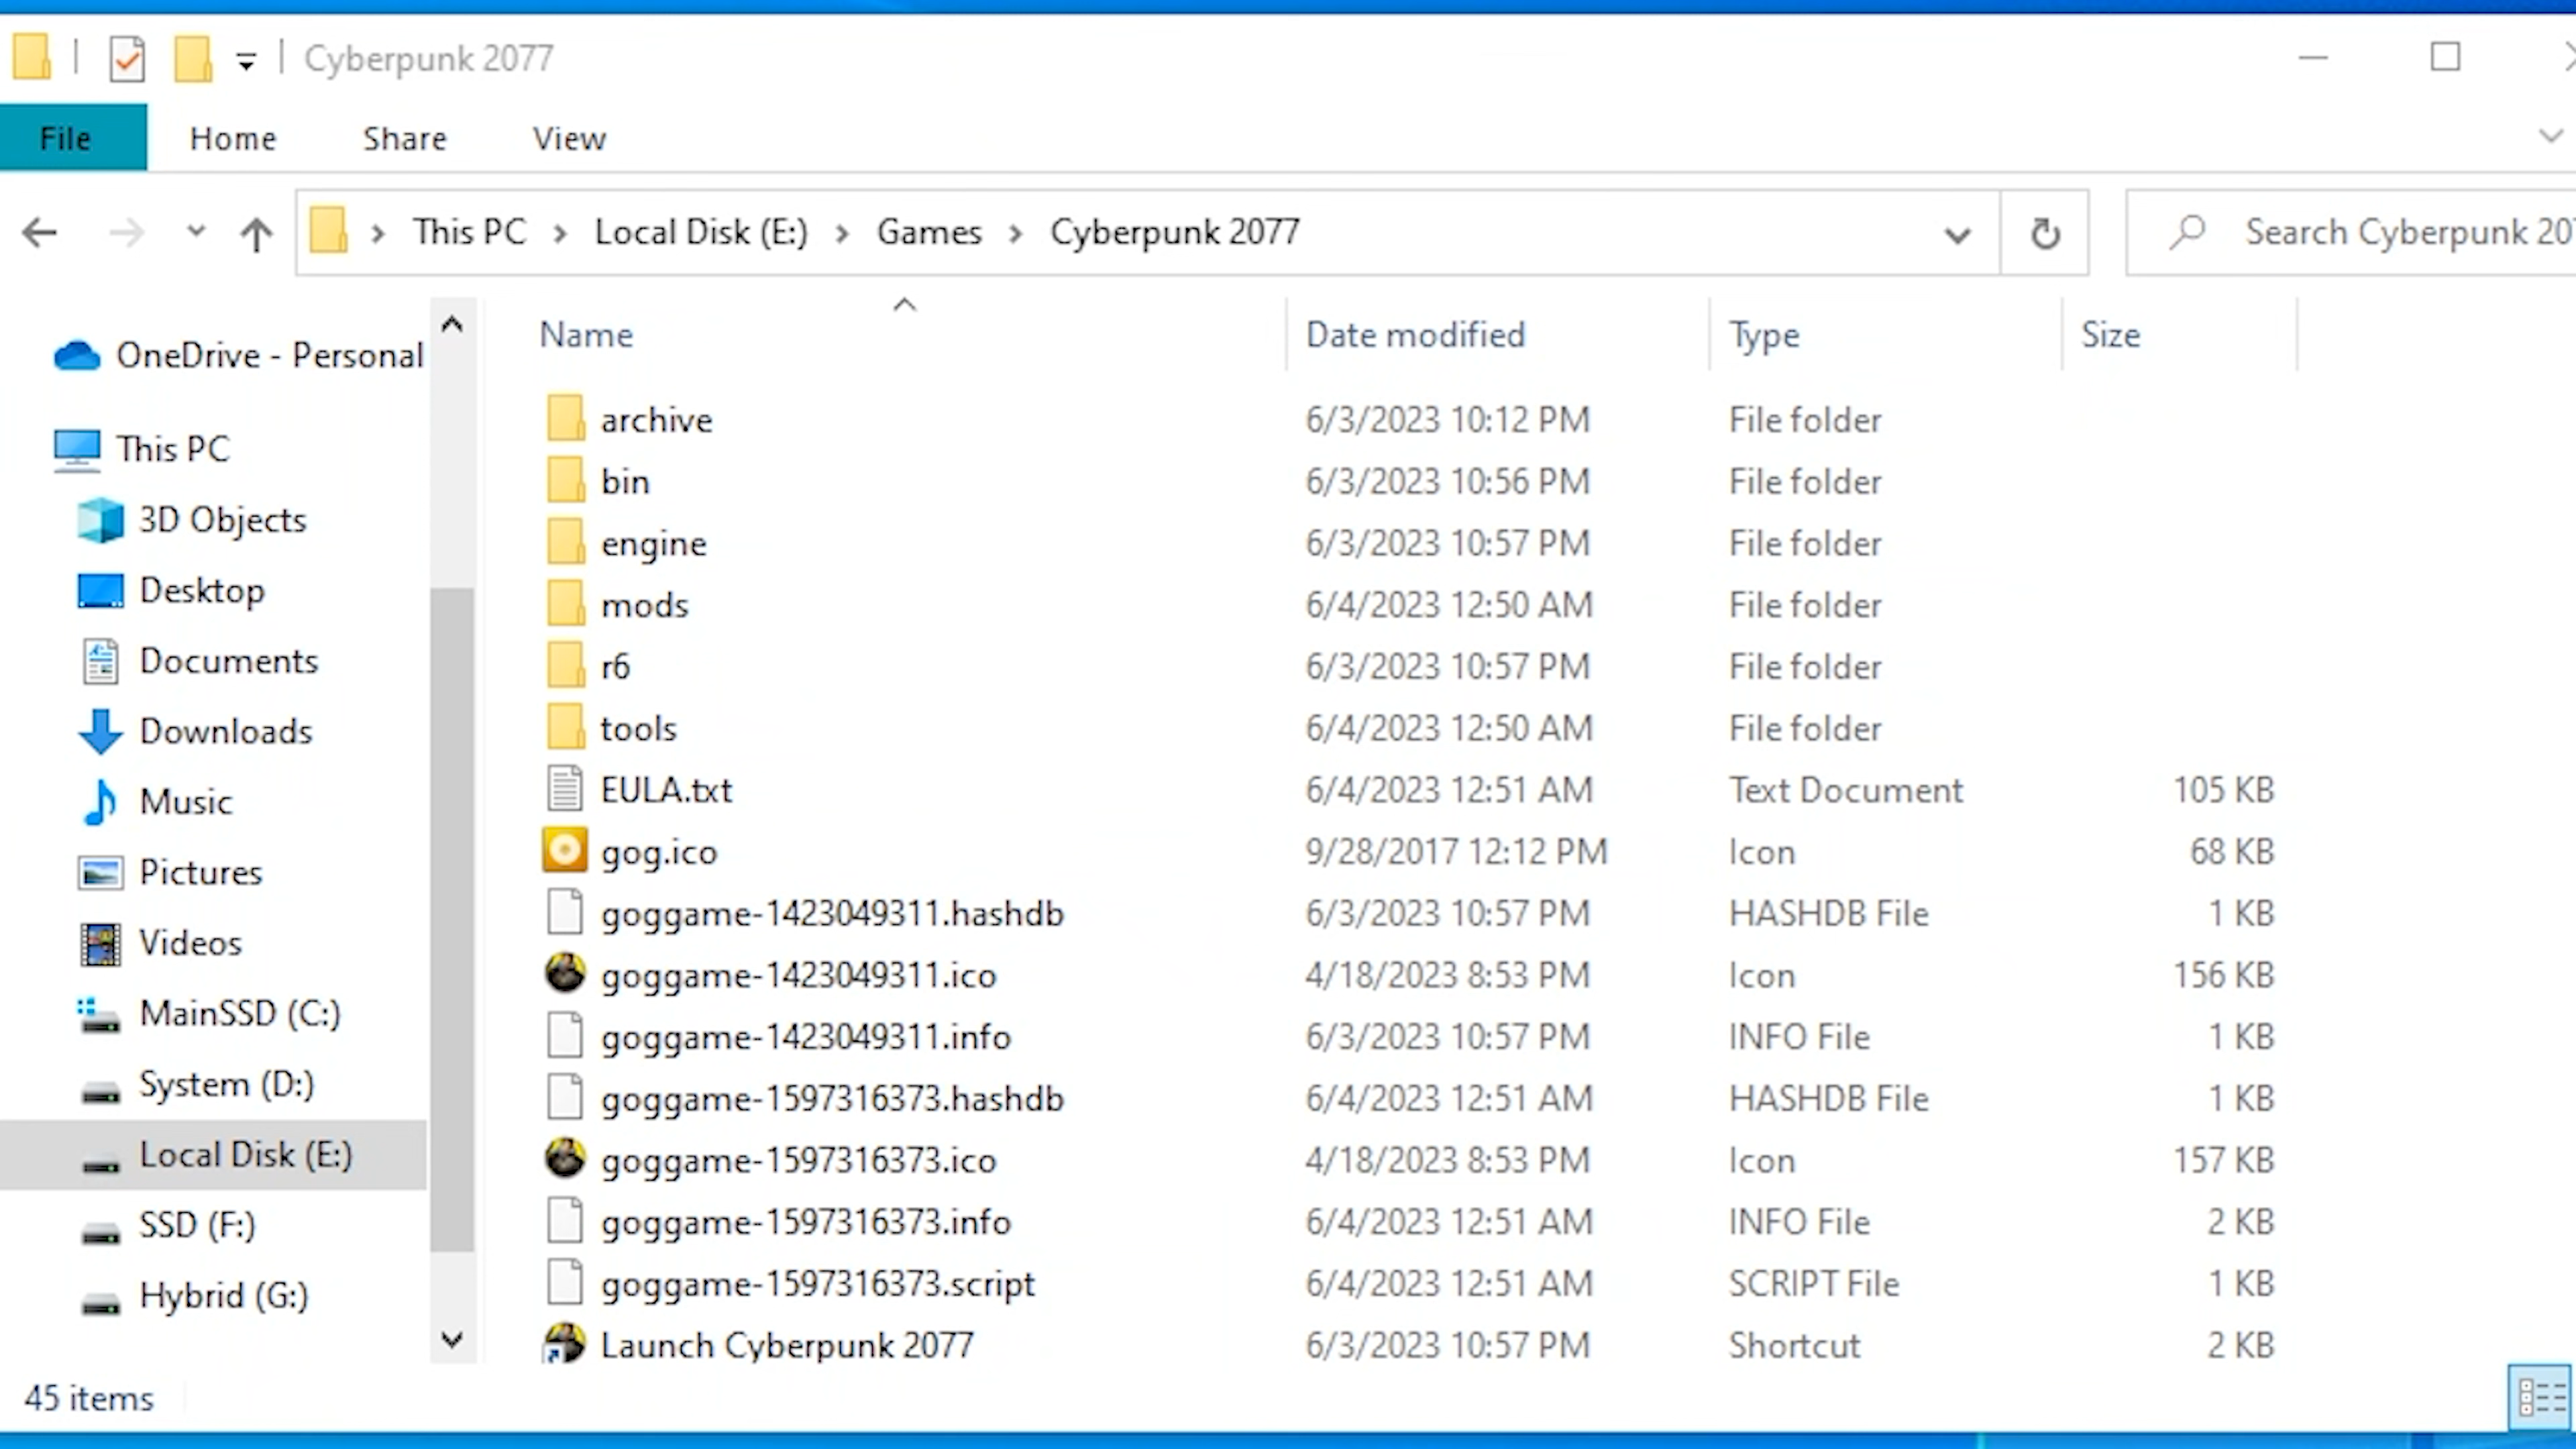 Cyberpunk 2077
File Home Share View
This PC Local Disk (E:) Games Cyberpunk 2077
Search Cyberpunk 20
OneDrive - Personal
This PC
3D Objects
Desktop
Documents
Downloads
Music
Pictures
Videos
MainSSD (C:)
System (D:)
Local Disk (E:)
SSD (F:)
Hybrid (G:)
Name Date modified Type Size
archive 6/3/2023 10:12 PM File folder
bin 6/3/2023 10:56 PM File folder
engine 6/3/2023 10:57 PM File folder
mods 6/4/2023 12:50 AM File folder
r6 6/3/2023 10:57 PM File folder
tools 6/4/2023 12:50 AM File folder
EULA.txt 6/4/2023 12:51 AM Text Document 105 KB
gog.ico 9/28/2017 12:12 PM Icon 68 KB
goggame-1423049311.hashdb 6/3/2023 10:57 PM HASHDB File 1 KB
goggame-1423049311.ico 4/18/2023 8:53 PM Icon 156 KB
goggame-1423049311.info 6/3/2023 10:57 PM INFO File 1 KB
goggame-1597316373.hashdb 6/4/2023 12:51 AM HASHDB File 1 KB
goggame-1597316373.ico 4/18/2023 8:53 PM Icon 157 KB
goggame-1597316373.info 6/4/2023 12:51 AM INFO File 2 KB
goggame-1597316373.script 6/4/2023 12:51 AM SCRIPT File 1 KB
Launch Cyberpunk 2077 6/3/2023 10:57 PM Shortcut 2 KB
45 items